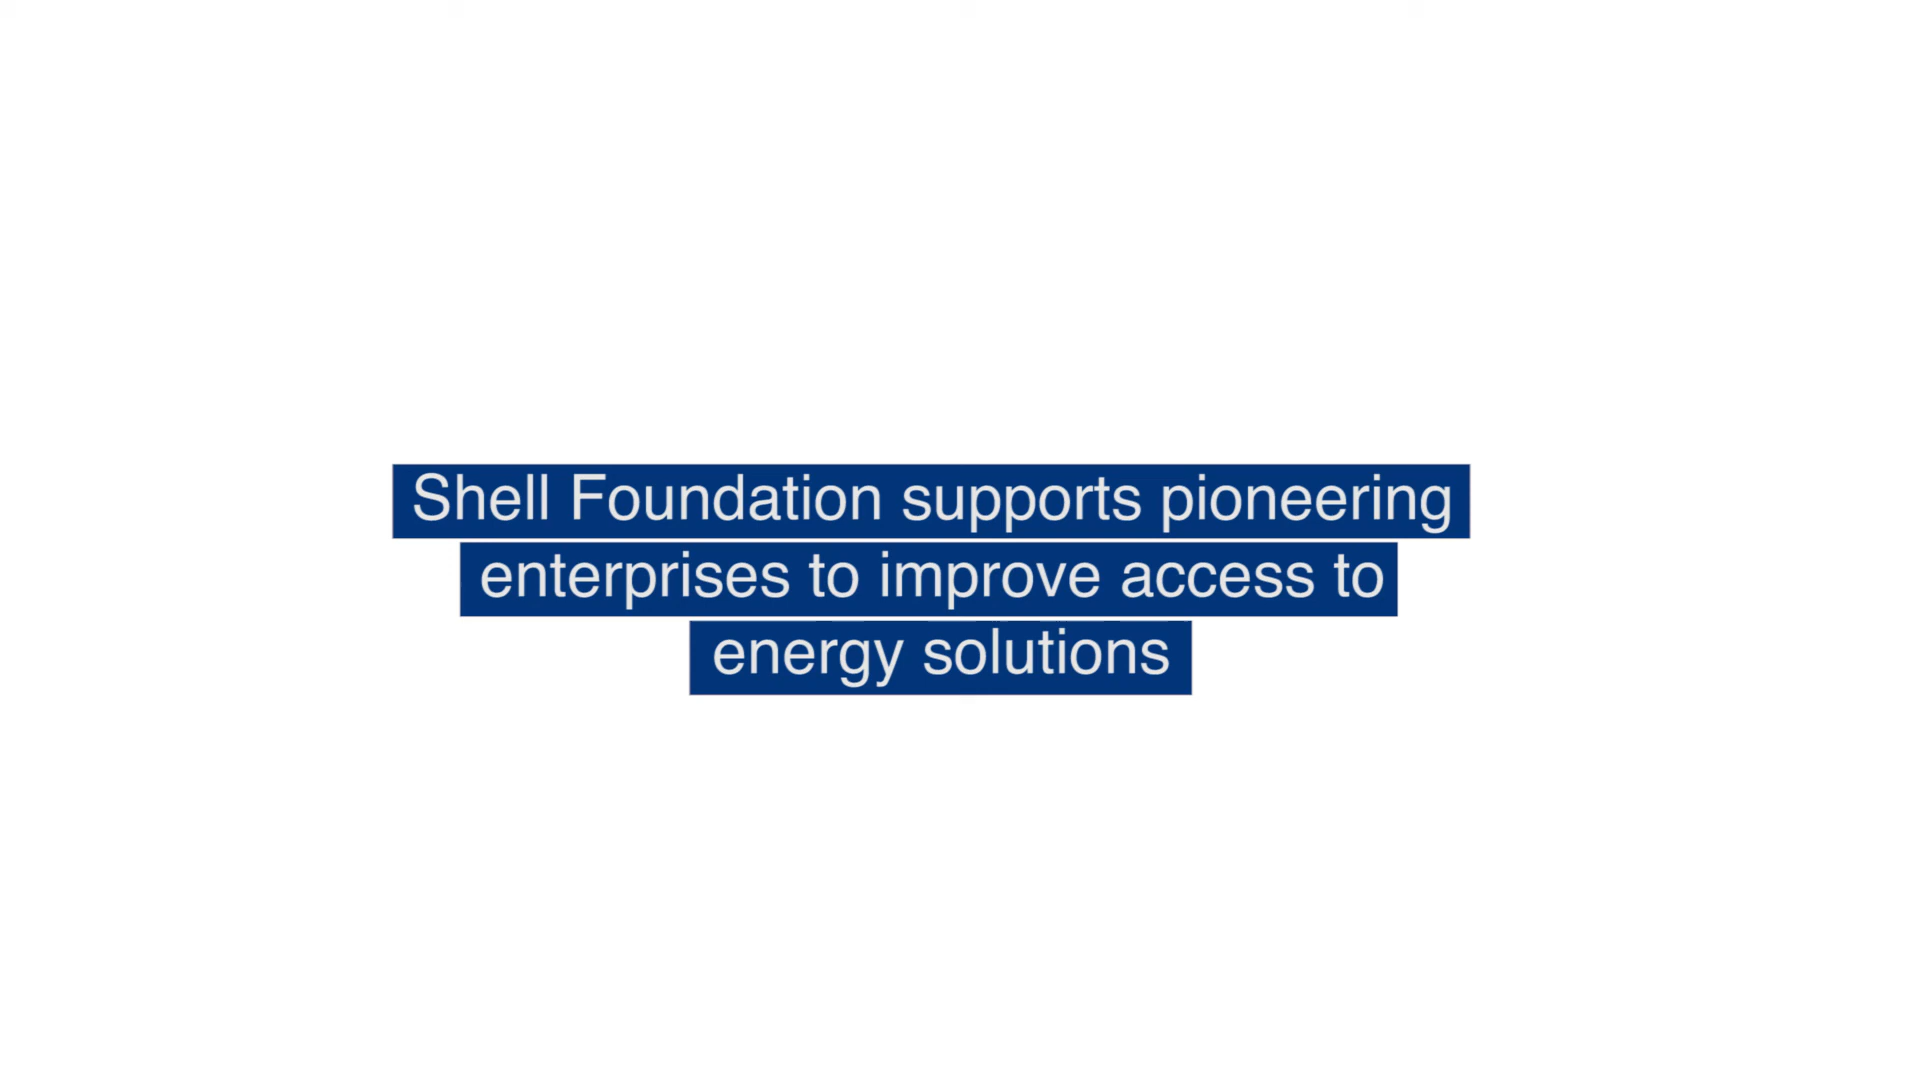 Shell Foundation supports pioneering
enterprises to improve access to
energy solutions